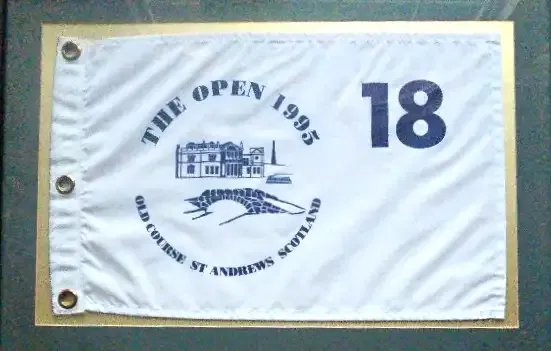 THE OPEN 1995
18
OLD COURSE ST ANDREWS SCOTLAND